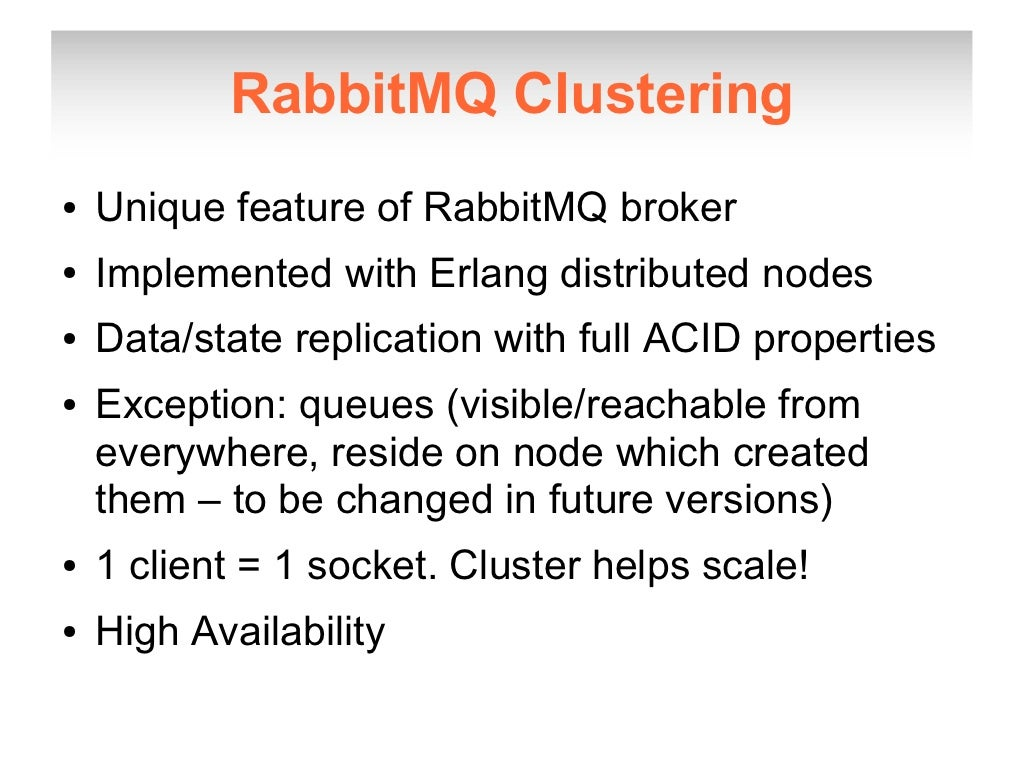 RabbitMQ Clustering
● Unique feature of RabbitMQ broker
● Implemented with Erlang distributed nodes
● Data/state replication with full ACID properties
● Exception: queues (visible/reachable from
everywhere, reside on node which created
them – to be changed in future versions)
● 1 client = 1 socket. Cluster helps scale!
● High Availability